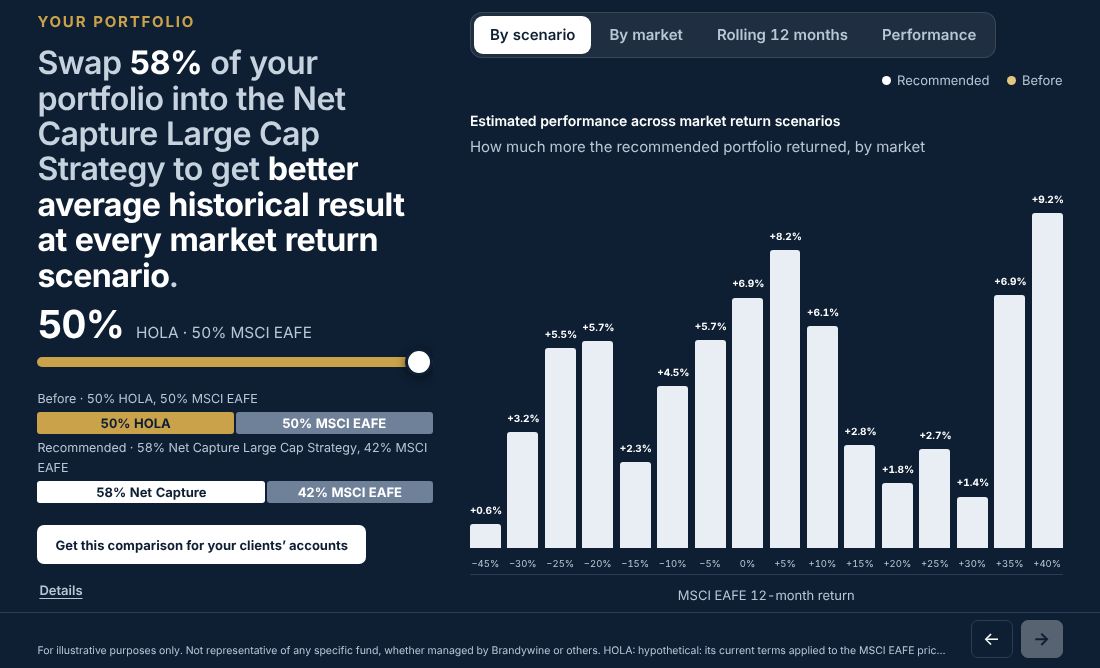 YOUR PORTFOLIO
Swap 58% of your
portfolio into the Net
Capture Large Cap
Strategy to get better
average historical result
at every market return
scenario.
50% HOLA · 50% MSCI EAFE
Before · 50% HOLA, 50% MSCI EAFE
50% HOLA 50% MSCI EAFE
Recommended · 58% Net Capture Large Cap Strategy, 42% MSCI
EAFE
58% Net Capture 42% MSCI EAFE
Get this comparison for your clients’ accounts
Details
By scenario By market Rolling 12 months Performance
Recommended Before
Estimated performance across market return scenarios
How much more the recommended portfolio returned, by market
+0.6% +3.2% +5.5% +5.7% +2.3% +4.5% +5.7% +6.9% +8.2% +6.1% +2.8% +1.8% +2.7% +1.4% +6.9% +9.2%
−45% −30% −25% −20% −15% −10% −5% 0% +5% +10% +15% +20% +25% +30% +35% +40%
MSCI EAFE 12-month return
For illustrative purposes only. Not representative of any specific fund, whether managed by Brandywine or others. HOLA: hypothetical: its current terms applied to the MSCI EAFE pric…
← →